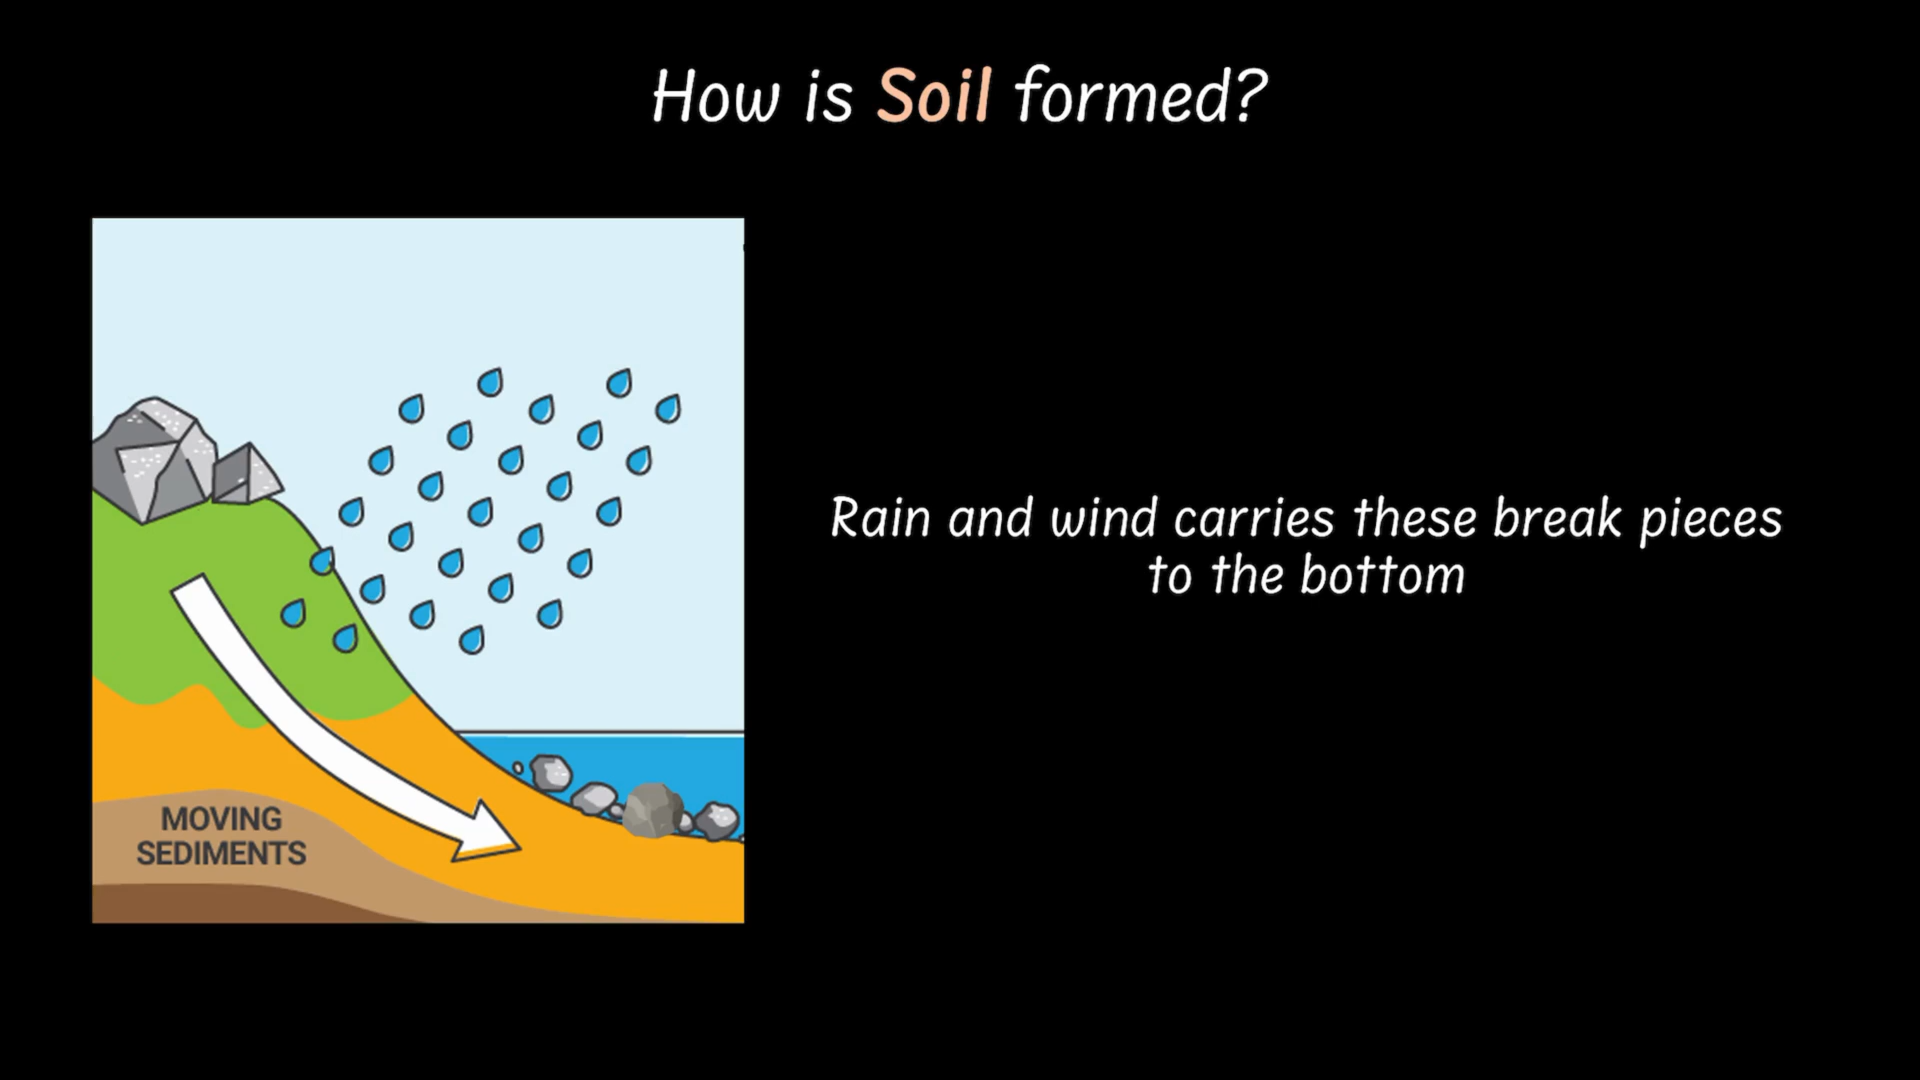 How is Soil formed?
Rain and wind carries these break pieces
to the bottom
MOVING
SEDIMENTS